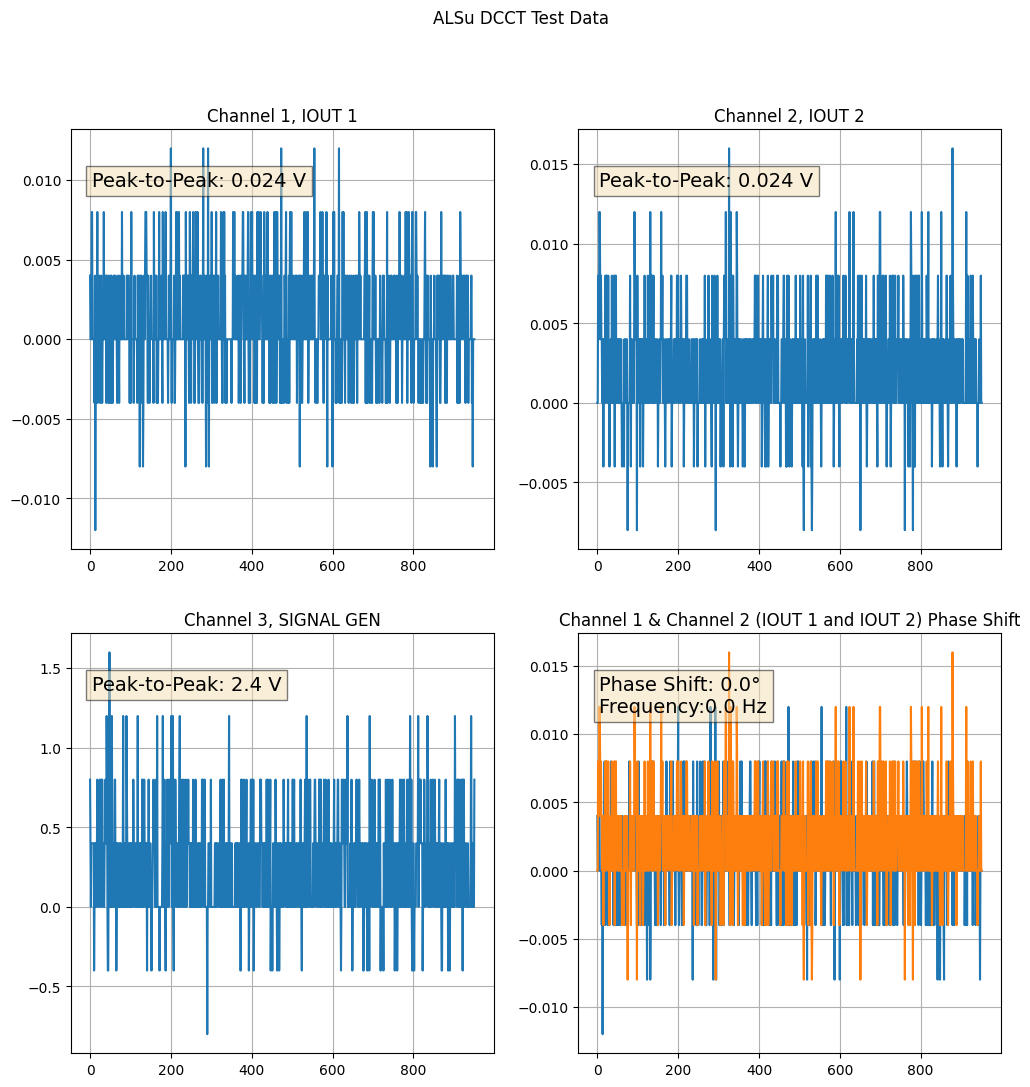 ALSu DCCT Test Data
Channel 1, IOUT 1
Peak-to-Peak: 0.024 V
0.010
0.005
0.000
−0.005
−0.010
0 200 400 600 800
Channel 2, IOUT 2
Peak-to-Peak: 0.024 V
0.015
0.010
0.005
0.000
−0.005
0 200 400 600 800
Channel 3, SIGNAL GEN
Peak-to-Peak: 2.4 V
1.5
1.0
0.5
0.0
−0.5
0 200 400 600 800
Channel 1 & Channel 2 (IOUT 1 and IOUT 2) Phase Shift
Phase Shift: 0.0°
Frequency:0.0 Hz
0.015
0.010
0.005
0.000
−0.005
−0.010
0 200 400 600 800